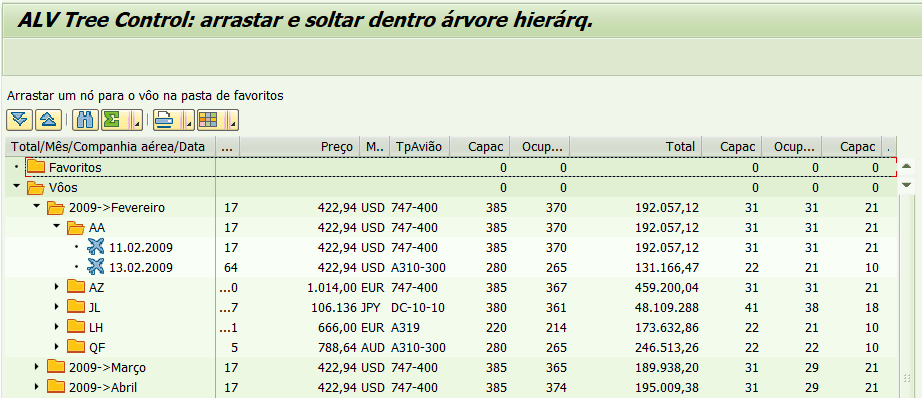 ALV Tree Control: arrastar e soltar dentro árvore hierárq.
Arrastar um nó para o vôo na pasta de favoritos
Total/Mês/Companhia aérea/Data ... Preço M.. TpAvião Capac Ocup... Total Capac Ocup... Capac .
Favoritos 0 0 0 0 0
Vôos 0 0 0 0 0
2009->Fevereiro 17 422,94 USD 747-400 385 370 192.057,12 31 31 21
AA 17 422,94 USD 747-400 385 370 192.057,12 31 31 21
11.02.2009 17 422,94 USD 747-400 385 370 192.057,12 31 31 21
13.02.2009 64 422,94 USD A310-300 280 265 131.166,47 22 21 10
AZ ...0 1.014,00 EUR 747-400 385 367 459.200,04 31 31 21
JL ...7 106.136 JPY DC-10-10 380 361 48.109.288 41 38 18
LH ...1 666,00 EUR A319 220 214 173.632,86 22 21 10
QF 5 788,64 AUD A310-300 280 265 246.513,26 22 22 10
2009->Março 17 422,94 USD 747-400 385 365 189.938,20 31 29 21
2009->Abril 17 422,94 USD 747-400 385 374 195.009,38 31 29 21